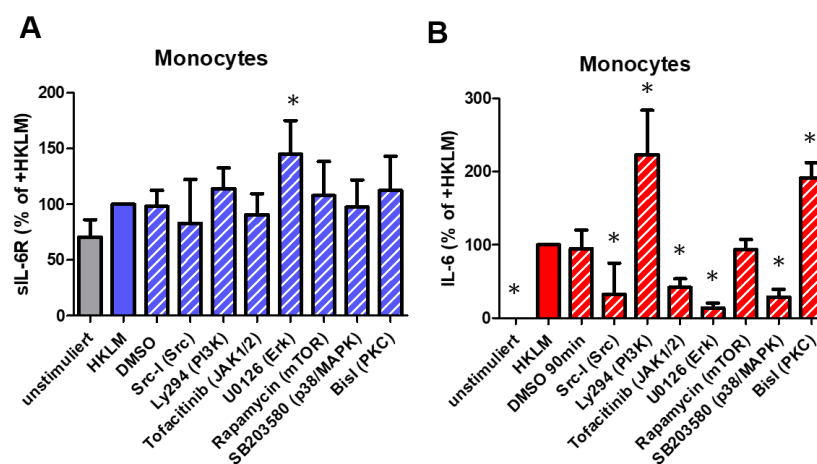 A
Monocytes
sIL-6R (% of +HKLM)
200
150
100
50
0
*
unstimuliert
HKLM
DMSO
Src-I (Src)
Ly294 (PI3K)
Tofacitinib (JAK1/2)
U0126 (Erk)
Rapamycin (mTOR)
SB203580 (p38/MAPK)
BisI (PKC)
B
Monocytes
IL-6 (% of +HKLM)
300
200
100
0
*
*
*
*
*
*
*
unstimuliert
HKLM
DMSO 90min
Src-I (Src)
Ly294 (PI3K)
Tofacitinib (JAK1/2)
U0126 (Erk)
Rapamycin (mTOR)
SB203580 (p38/MAPK)
BisI (PKC)